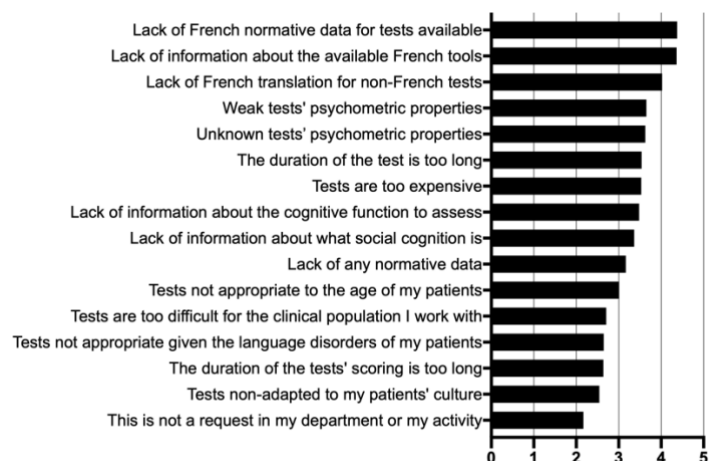 Lack of French normative data for tests available
Lack of information about the available French tools
Lack of French translation for non-French tests
Weak tests' psychometric properties
Unknown tests' psychometric properties
The duration of the test is too long
Tests are too expensive
Lack of information about the cognitive function to assess
Lack of information about what social cognition is
Lack of any normative data
Tests not appropriate to the age of my patients
Tests are too difficult for the clinical population I work with
Tests not appropriate given the language disorders of my patients
The duration of the tests' scoring is too long
Tests non-adapted to my patients' culture
This is not a request in my department or my activity
0 1 2 3 4 5